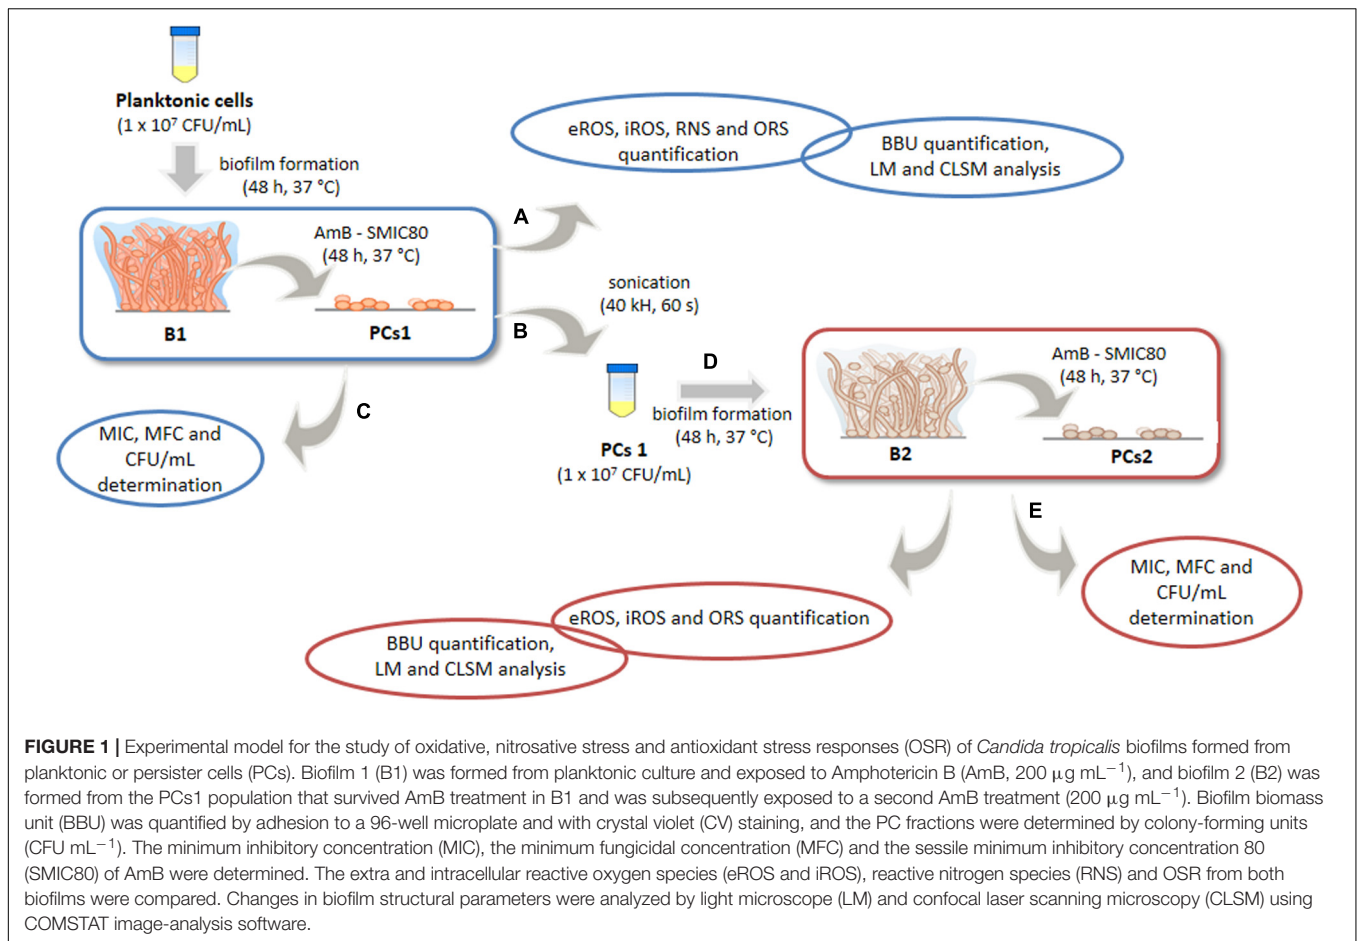 Planktonic cells
(1 x 10⁷ CFU/mL)
biofilm formation
(48 h, 37 °C)
B1
AmB - SMIC80
(48 h, 37 °C)
PCs1
A
eROS, iROS, RNS and ORS
quantification
BBU quantification,
LM and CLSM analysis
B
sonication
(40 kH, 60 s)
PCs 1
(1 x 10⁷ CFU/mL)
C
MIC, MFC and
CFU/mL
determination
D
biofilm formation
(48 h, 37 °C)
B2
AmB - SMIC80
(48 h, 37 °C)
PCs2
E
MIC, MFC and
CFU/mL
determination
eROS, iROS and ORS quantification
BBU quantification,
LM and CLSM analysis
FIGURE 1 | Experimental model for the study of oxidative, nitrosative stress and antioxidant stress responses (OSR) of Candida tropicalis biofilms formed from
planktonic or persister cells (PCs). Biofilm 1 (B1) was formed from planktonic culture and exposed to Amphotericin B (AmB, 200 μg mL⁻¹), and biofilm 2 (B2) was
formed from the PCs1 population that survived AmB treatment in B1 and was subsequently exposed to a second AmB treatment (200 μg mL⁻¹). Biofilm biomass
unit (BBU) was quantified by adhesion to a 96-well microplate and with crystal violet (CV) staining, and the PC fractions were determined by colony-forming units
(CFU mL⁻¹). The minimum inhibitory concentration (MIC), the minimum fungicidal concentration (MFC) and the sessile minimum inhibitory concentration 80
(SMIC80) of AmB were determined. The extra and intracellular reactive oxygen species (eROS and iROS), reactive nitrogen species (RNS) and OSR from both
biofilms were compared. Changes in biofilm structural parameters were analyzed by light microscope (LM) and confocal laser scanning microscopy (CLSM) using
COMSTAT image-analysis software.